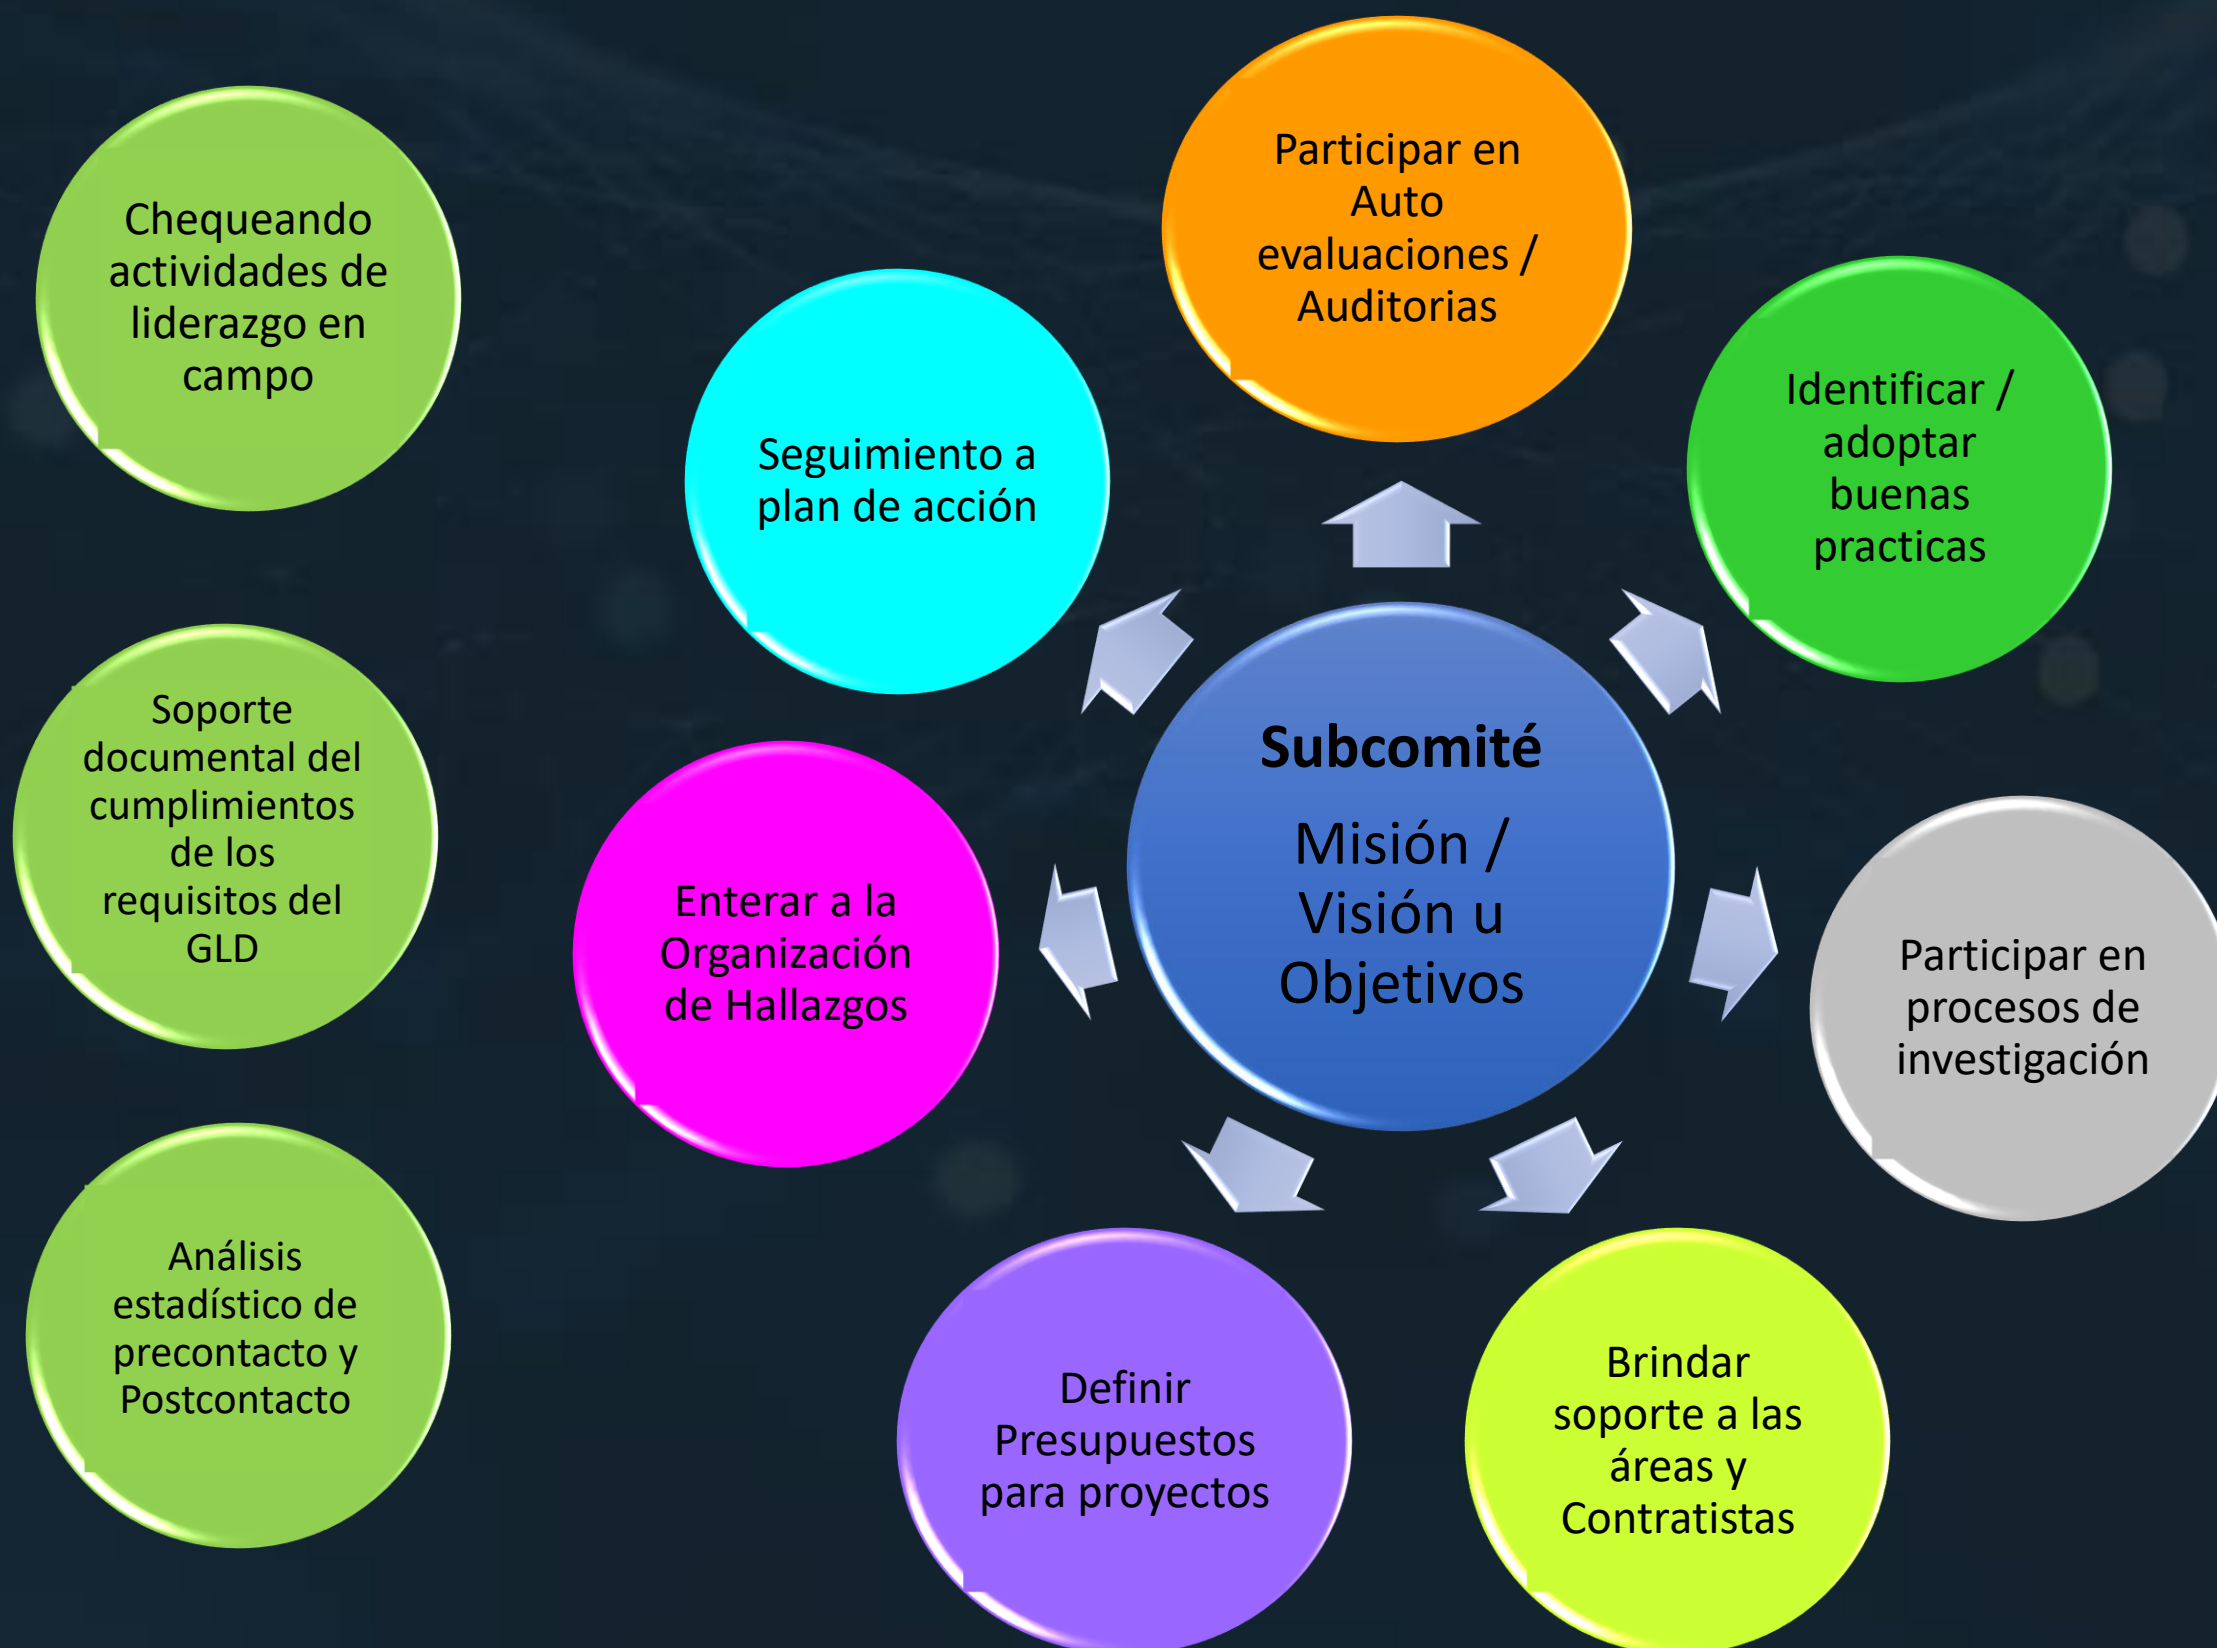 Chequeando
actividades de
liderazgo en
campo
Soporte
documental del
cumplimientos
de los
requisitos del
GLD
Análisis
estadístico de
precontacto y
Postcontacto
Participar en
Auto
evaluaciones /
Auditorias
Identificar /
adoptar
buenas
practicas
Participar en
procesos de
investigación
Brindar
soporte a las
áreas y
Contratistas
Definir
Presupuestos
para proyectos
Enterar a la
Organización
de Hallazgos
Seguimiento a
plan de acción
Subcomité
Misión /
Visión u
Objetivos